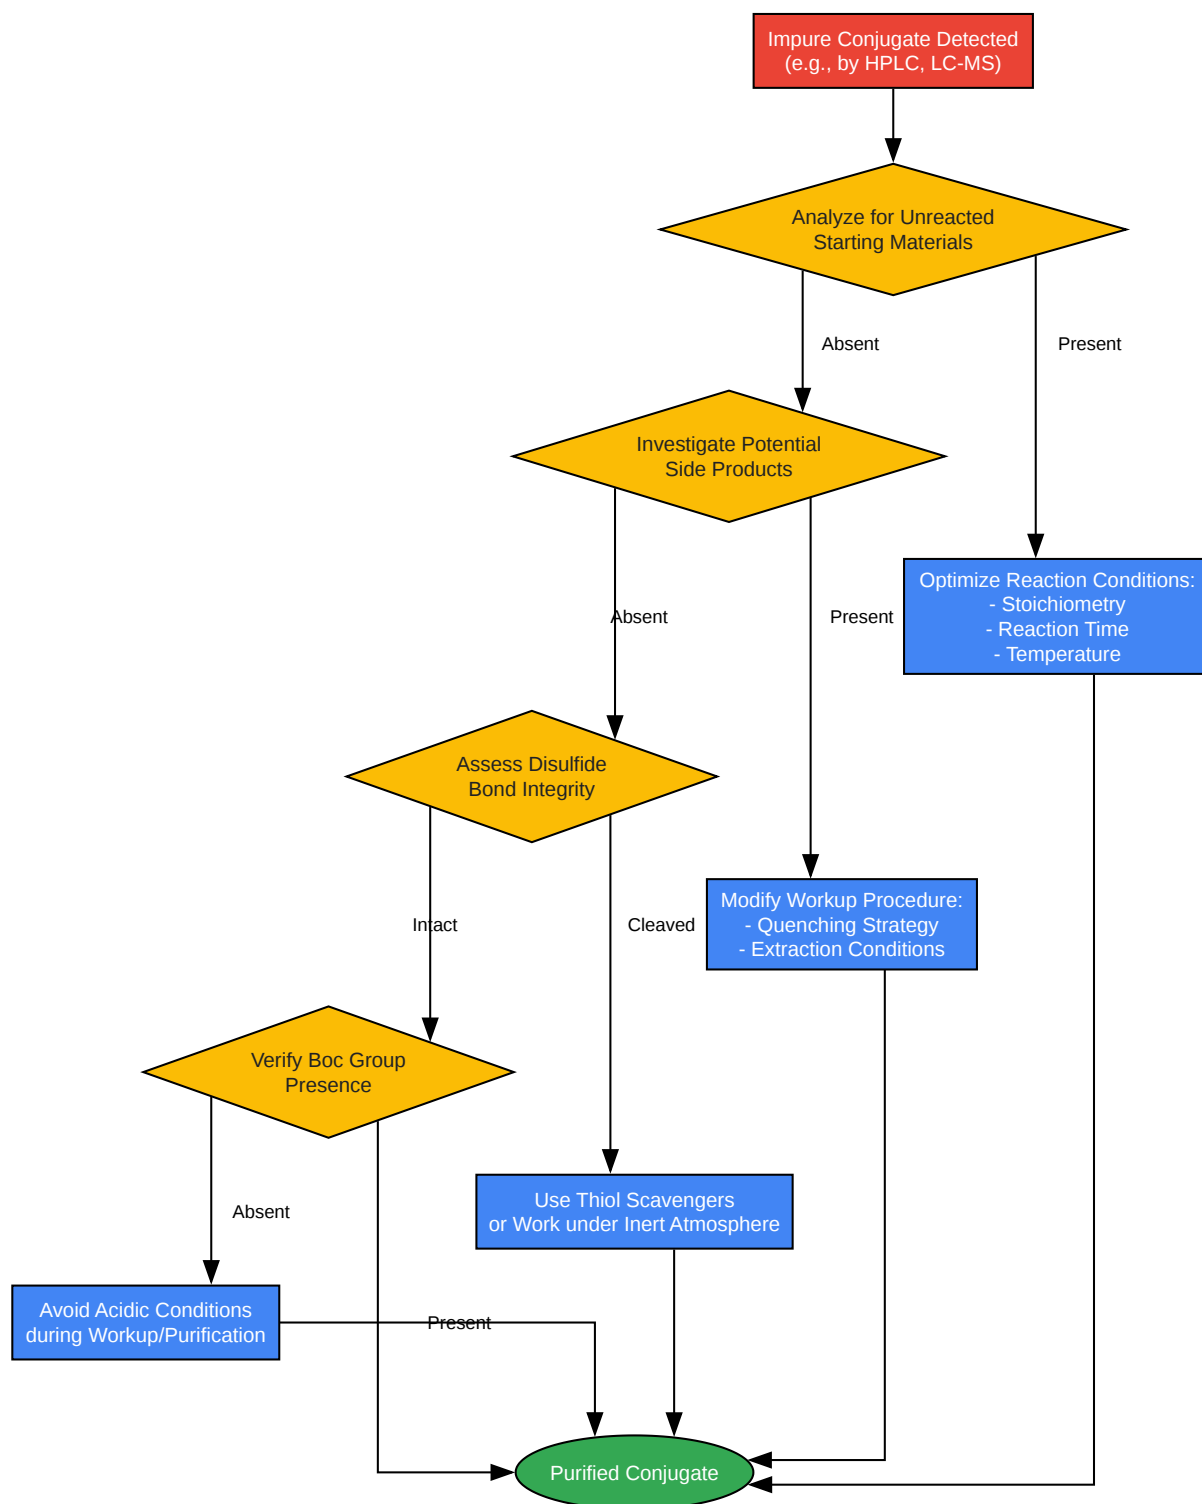 Impure Conjugate Detected
(e.g., by HPLC, LC-MS)
Analyze for Unreacted
Starting Materials
Absent
Present
Investigate Potential
Side Products
Optimize Reaction Conditions:
- Stoichiometry
- Reaction Time
- Temperature
Absent
Present
Assess Disulfide
Bond Integrity
Modify Workup Procedure:
- Quenching Strategy
- Extraction Conditions
Intact
Cleaved
Verify Boc Group
Presence
Use Thiol Scavengers
or Work under Inert Atmosphere
Absent
Avoid Acidic Conditions
during Workup/Purification
Present
Purified Conjugate